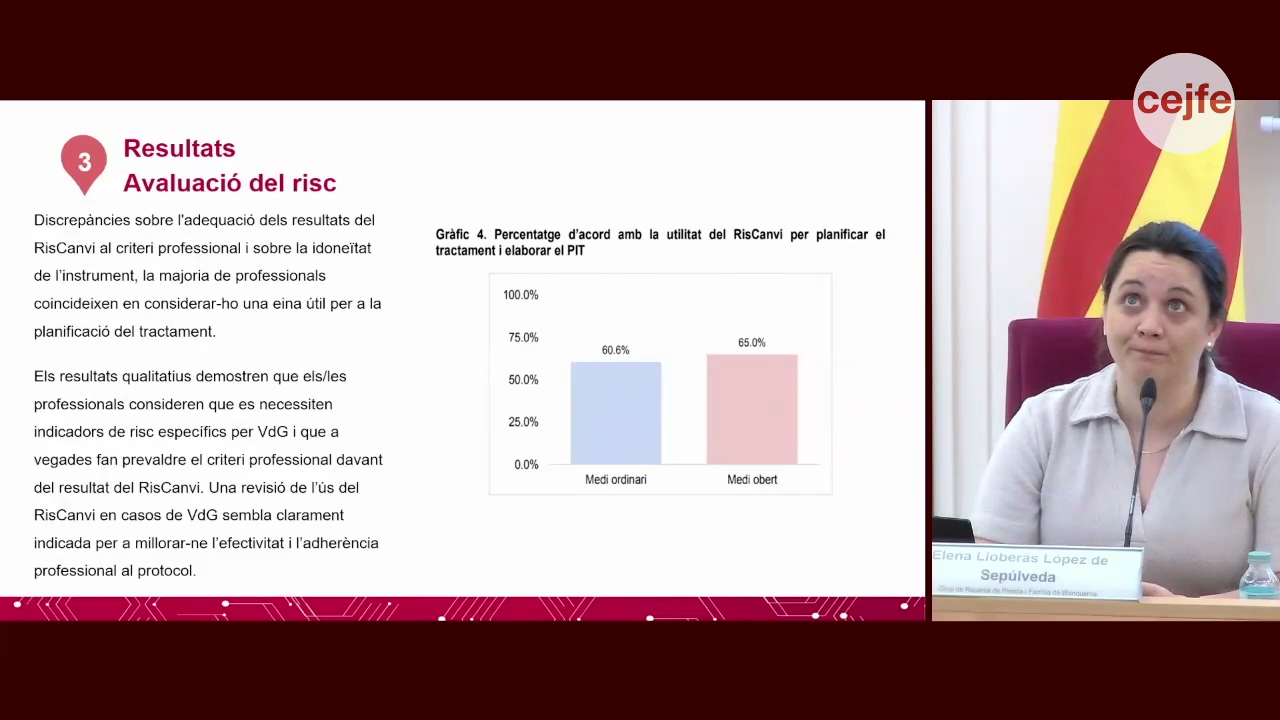 cejfe
3
Resultats
Avaluació del risc
Discrepàncies sobre l'adequació dels resultats del
RisCanvi al criteri professional i sobre la idoneïtat
de l'instrument, la majoria de professionals
coincideixen en considerar-ho una eina útil per a la
planificació del tractament.
Els resultats qualitatius demostren que els/les
professionals consideren que es necessiten
indicadors de risc específics per VdG i que a
vegades fan prevaldre el criteri professional davant
del resultat del RisCanvi. Una revisió de l'ús del
RisCanvi en casos de VdG sembla clarament
indicada per a millorar-ne l'efectivitat i l'adherència
professional al protocol.
Gràfic 4. Percentatge d'acord amb la utilitat del RisCanvi per planificar el
tractament i elaborar el PIT
100.0%
75.0%
50.0%
25.0%
0.0%
60.6%
65.0%
Medi ordinari
Medi obert
Elena Lloberas López de
Sepúlveda
de Parella i Família de Blanquerna